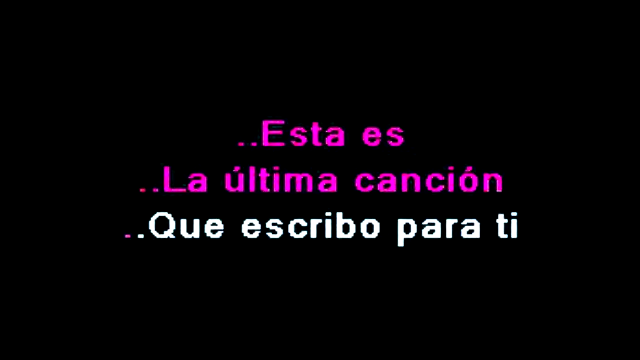 ..Esta es
..La última canción
..Que escribo para ti